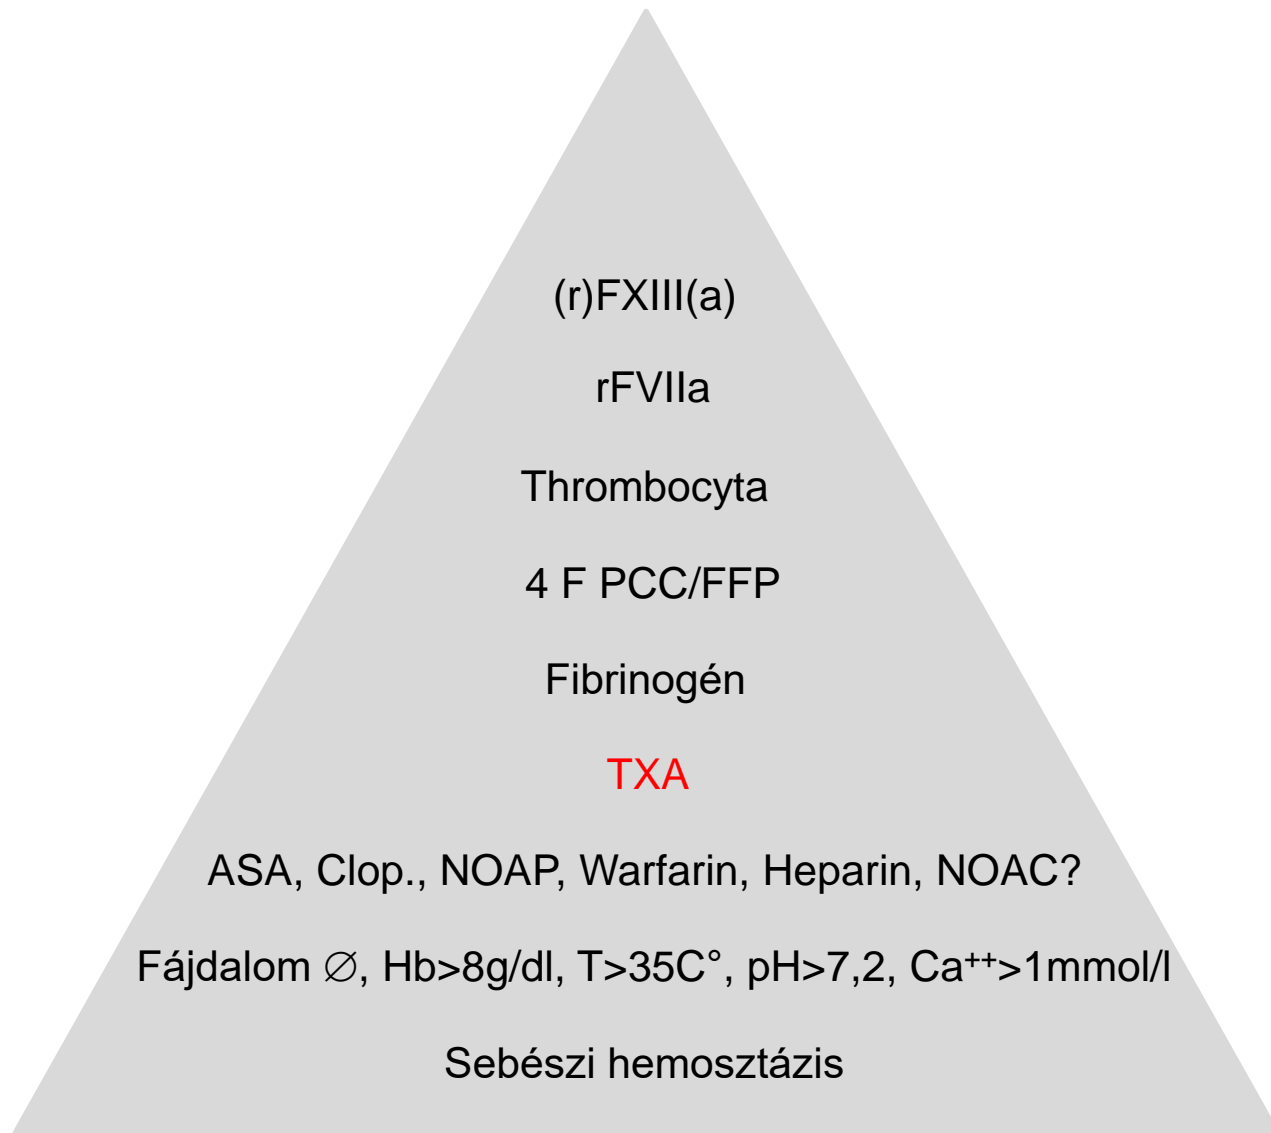 (r)FXIII(a)
rFVIIa
Thrombocyta
4 F PCC/FFP
Fibrinogén
TXA
ASA, Clop., NOAP, Warfarin, Heparin, NOAC?
Fájdalom ∅, Hb>8g/dl, T>35C°, pH>7,2, Ca⁺⁺>1mmol/l
Sebészi hemosztázis